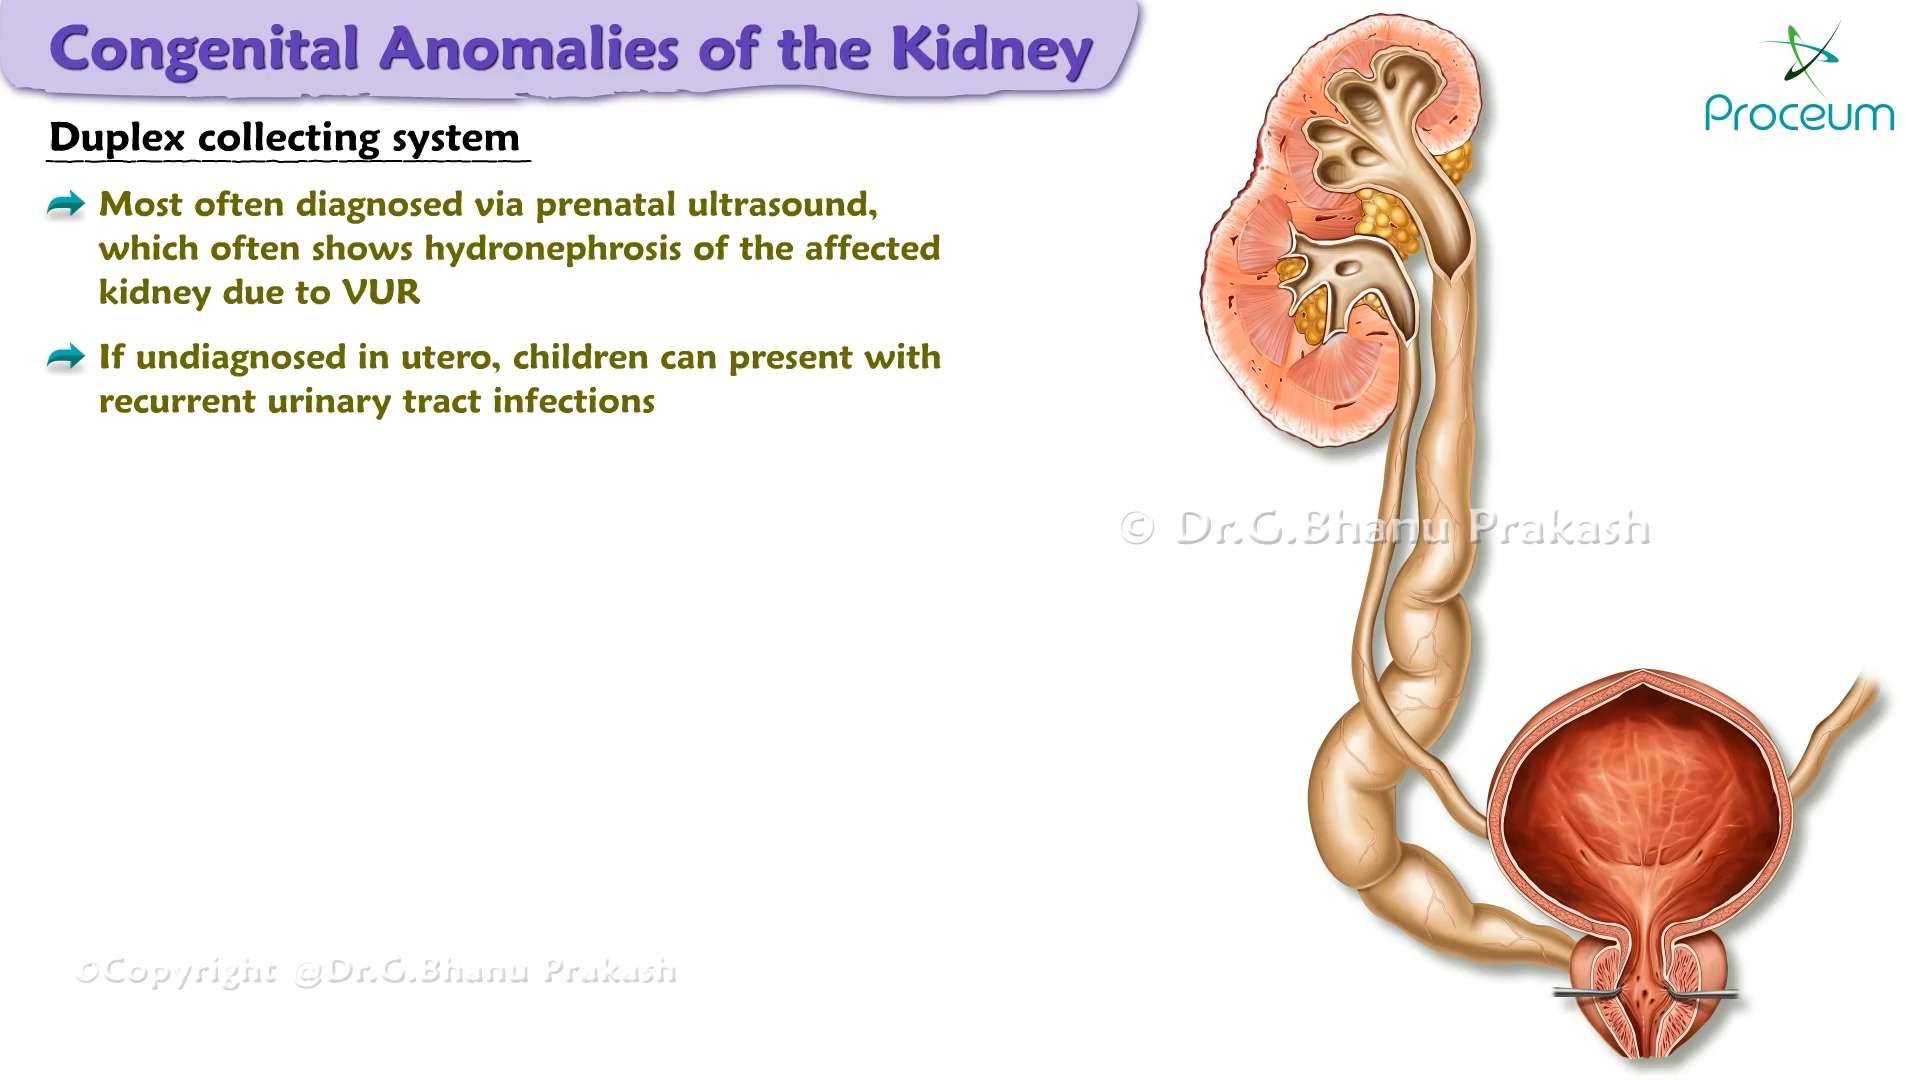 Congenital Anomalies of the Kidney
Proceum
Duplex collecting system
Most often diagnosed via prenatal ultrasound,
which often shows hydronephrosis of the affected
kidney due to VUR
If undiagnosed in utero, children can present with
recurrent urinary tract infections
© Dr.G.Bhanu Prakash
©Copyright @Dr.G.Bhanu Prakash